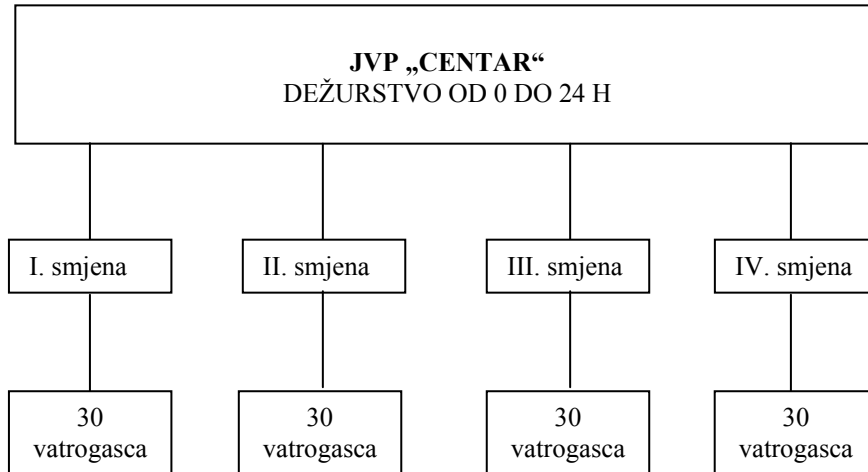 JVP „CENTAR“
DEŽURSTVO OD 0 DO 24 H
I. smjena
II. smjena
III. smjena
IV. smjena
30
vatrogasca
30
vatrogasca
30
vatrogasca
30
vatrogasca